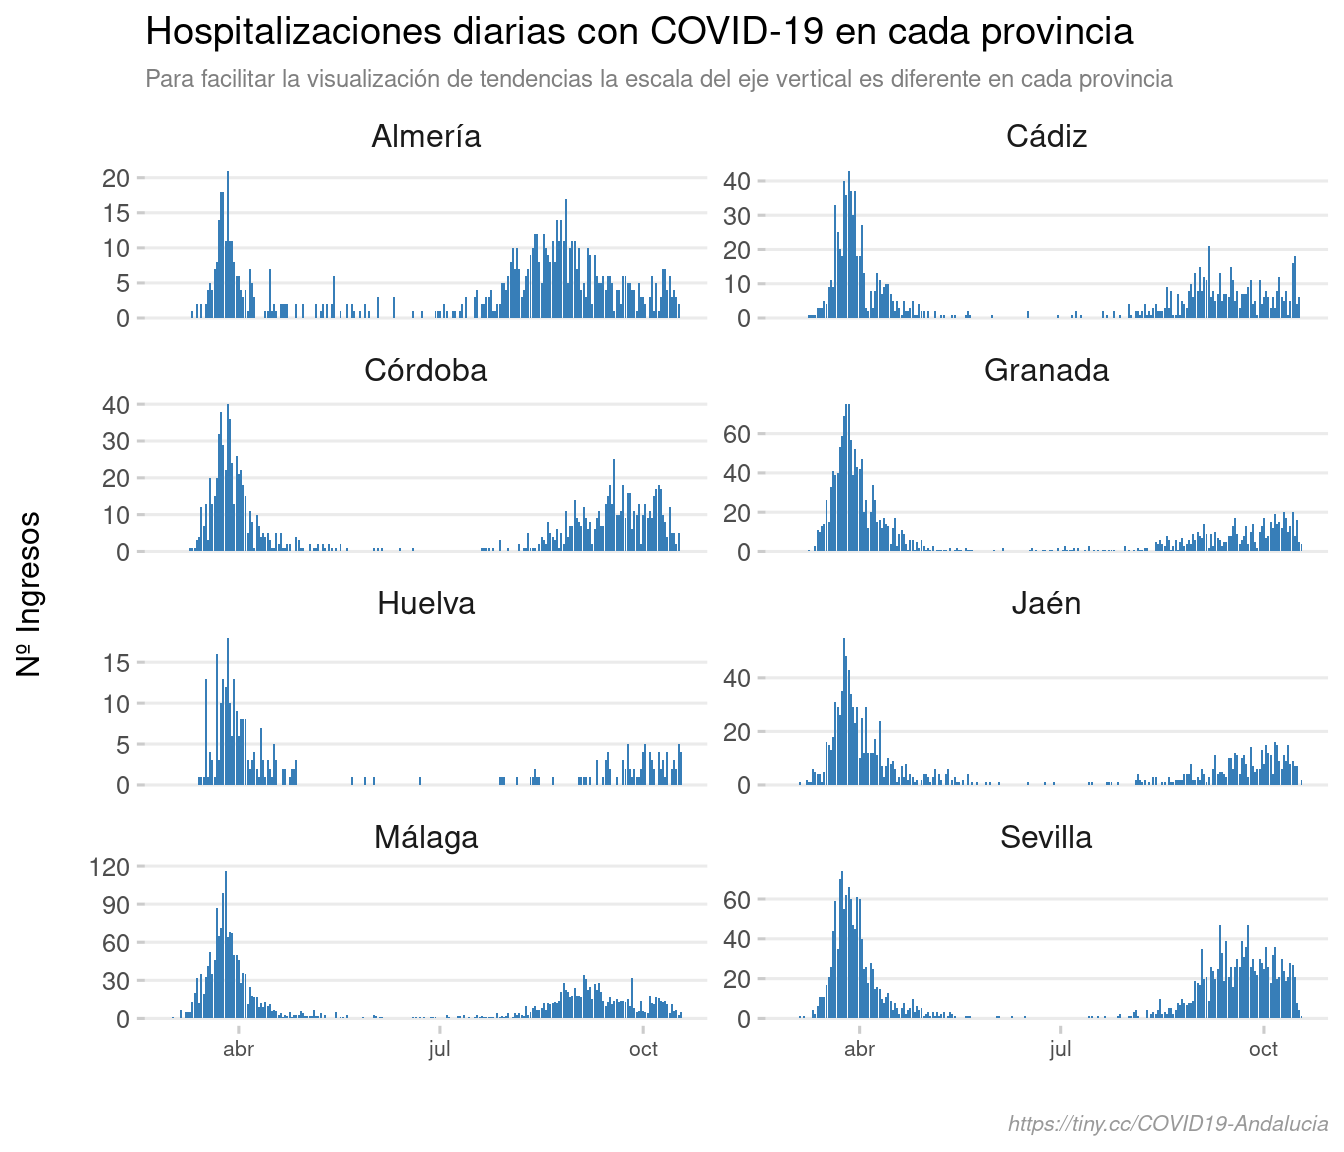 Hospitalizaciones diarias con COVID-19 en cada provincia
Para facilitar la visualización de tendencias la escala del eje vertical es diferente en cada provincia
Nº Ingresos
Almería
20
15
10
5
0
Cádiz
40
30
20
10
0
Córdoba
40
30
20
10
0
Granada
60
40
20
0
Huelva
15
10
5
0
Jaén
40
20
0
Málaga
120
90
60
30
0
abr jul oct
Sevilla
60
40
20
0
abr jul oct
https://tiny.cc/COVID19-Andalucia